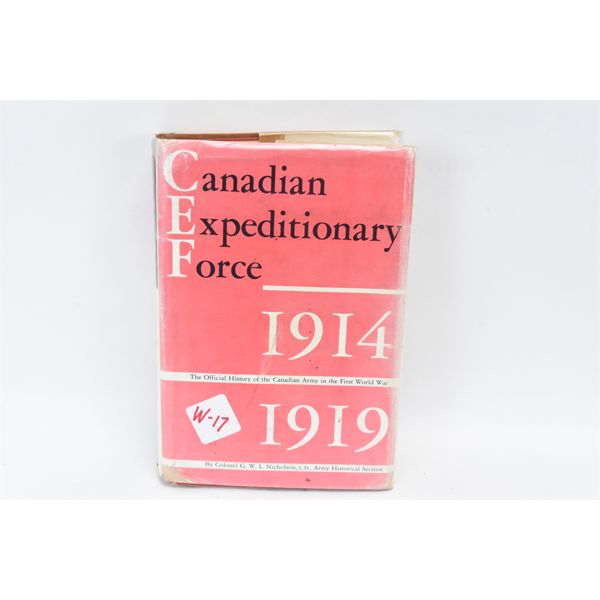 Canadian
Expeditionary
Force
1914
The Official History of the Canadian Army in the First World War
W-17
1919
By Colonel G. W. L. Nicholson, C.D., Army Historical Section